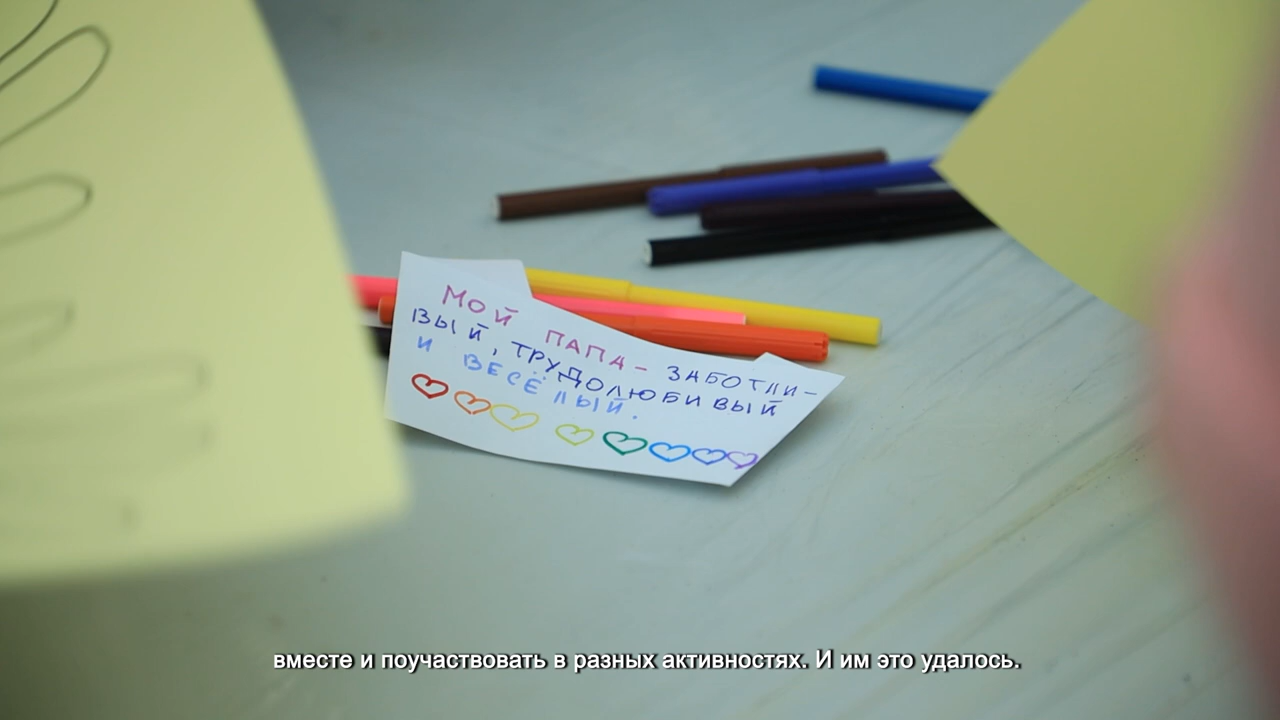 МОЙ ПАПА - ЗАБОТЛИ-
ВЫЙ, ТРУДОЛЮБИВЫЙ
И ВЕСЁЛЫЙ.
вместе и поучаствовать в разных активностях. И им это удалось.